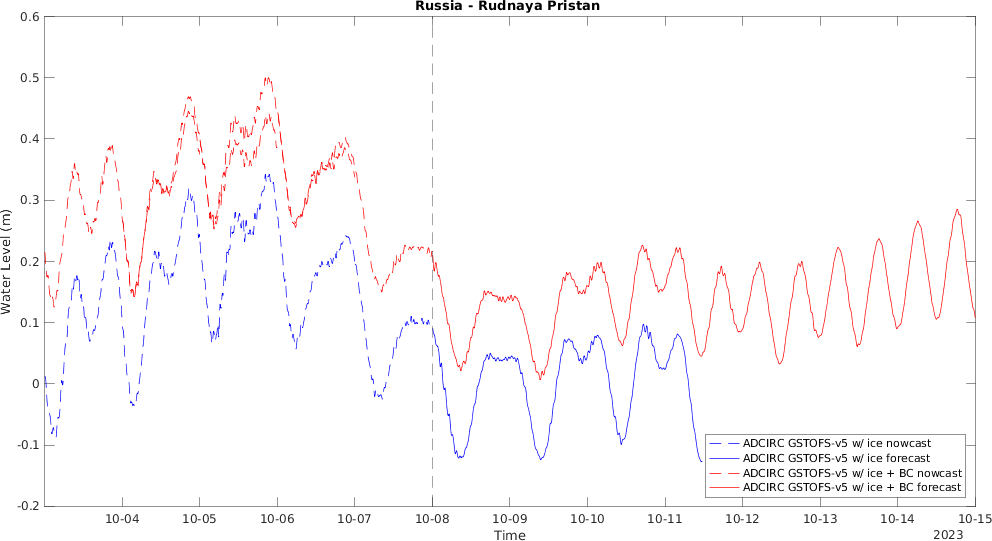 Russia - Rudnaya Pristan
0.6
0.5
0.4
0.3
0.2
0.1
0
-0.1
-0.2
Water Level (m)
ADCIRC GSTOFS-v5 w/ ice nowcast
ADCIRC GSTOFS-v5 w/ ice forecast
ADCIRC GSTOFS-v5 w/ ice + BC nowcast
ADCIRC GSTOFS-v5 w/ ice + BC forecast
10-04 10-05 10-06 10-07 10-08 10-09 10-10 10-11 10-12 10-13 10-14 10-15
Time
2023